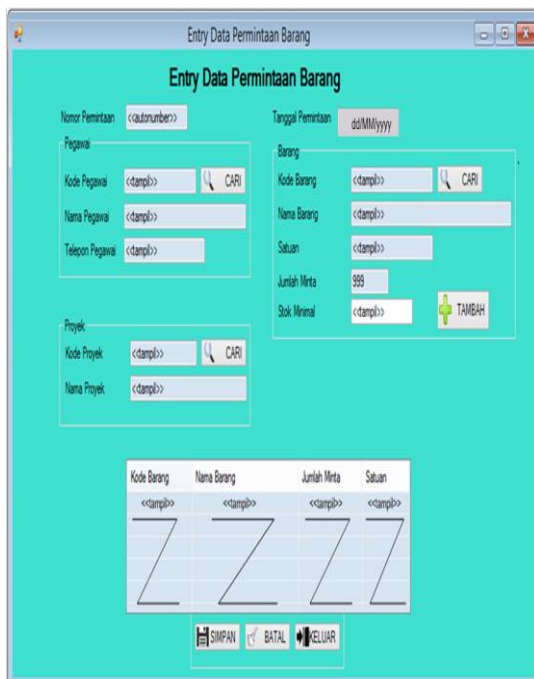 Entry Data Permintaan Barang
Entry Data Permintaan Barang
Nomor Pemintaan <<autonumber>> Tanggal Pemintaan dd/MM/yyyy
Pegawai
Kode Pegawai <<tampil>> CARI
Nama Pegawai <<tampil>>
Telepon Pegawai <<tampil>>
Barang
Kode Barang <<tampil>> CARI
Nama Barang <<tampil>>
Satuan <<tampil>>
Jumlah Minta 999
Stok Minimal <<tampil>> TAMBAH
Proyek
Kode Proyek <<tampil>> CARI
Nama Proyek <<tampil>>
Kode Barang Nama Barang Jumlah Minta Satuan
<<tampil>> <<tampil>> <<tampil>> <<tampil>>
SIMPAN BATAL KELUAR